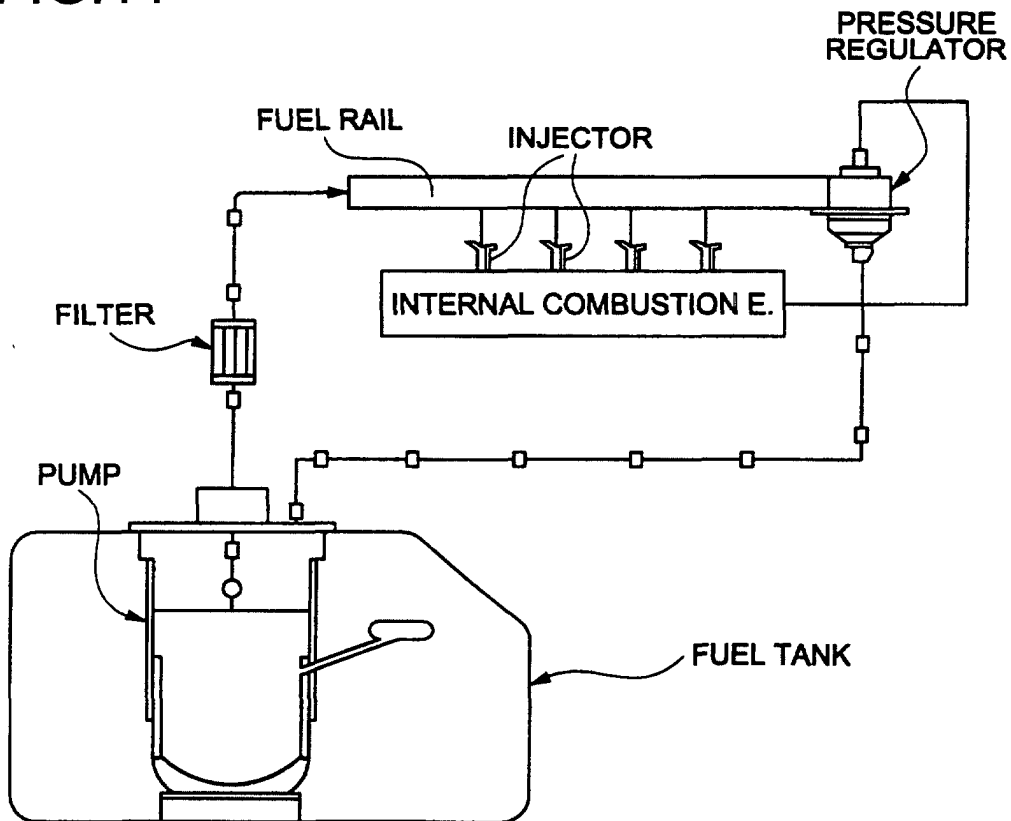 PRESSURE
REGULATOR
FUEL RAIL
INJECTOR
INTERNAL COMBUSTION E.
FILTER
PUMP
FUEL TANK